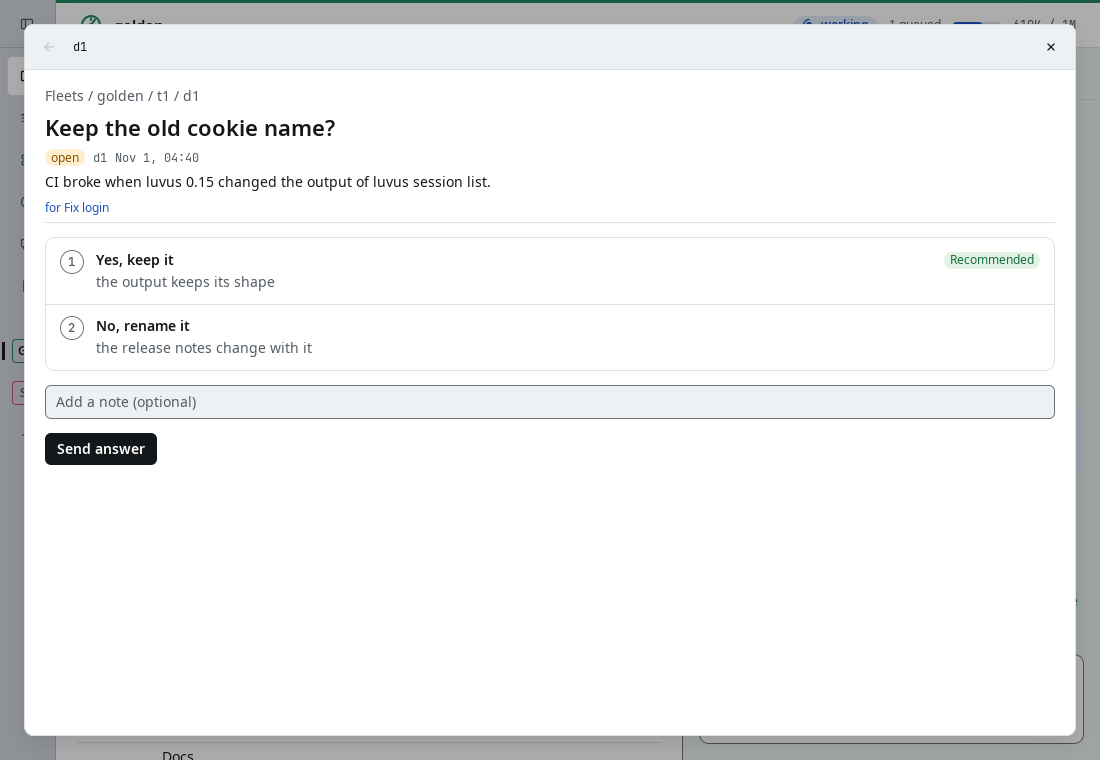 d1
Fleets / golden / t1 / d1
Keep the old cookie name?
open d1 Nov 1, 04:40
CI broke when luvus 0.15 changed the output of luvus session list.
for Fix login
1 Yes, keep it Recommended
the output keeps its shape
2 No, rename it
the release notes change with it
Add a note (optional)
Send answer
Docs